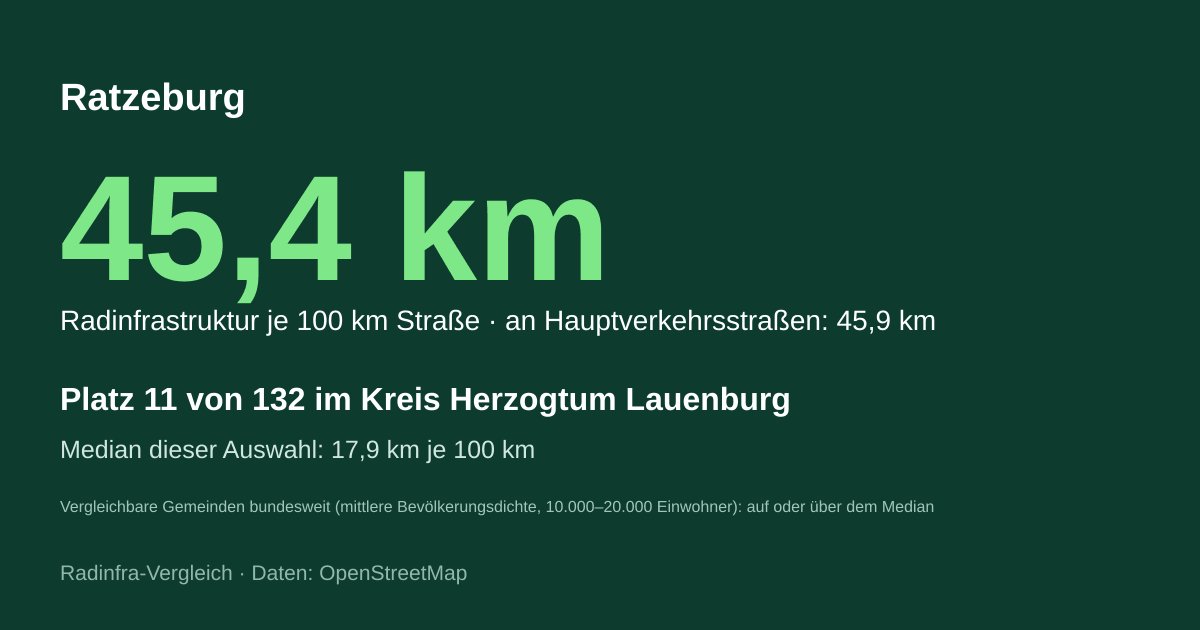 Ratzeburg
45,4 km
Radinfrastruktur je 100 km Straße · an Hauptverkehrsstraßen: 45,9 km
Platz 11 von 132 im Kreis Herzogtum Lauenburg
Median dieser Auswahl: 17,9 km je 100 km
Vergleichbare Gemeinden bundesweit (mittlere Bevölkerungsdichte, 10.000–20.000 Einwohner): auf oder über dem Median
Radinfra-Vergleich · Daten: OpenStreetMap